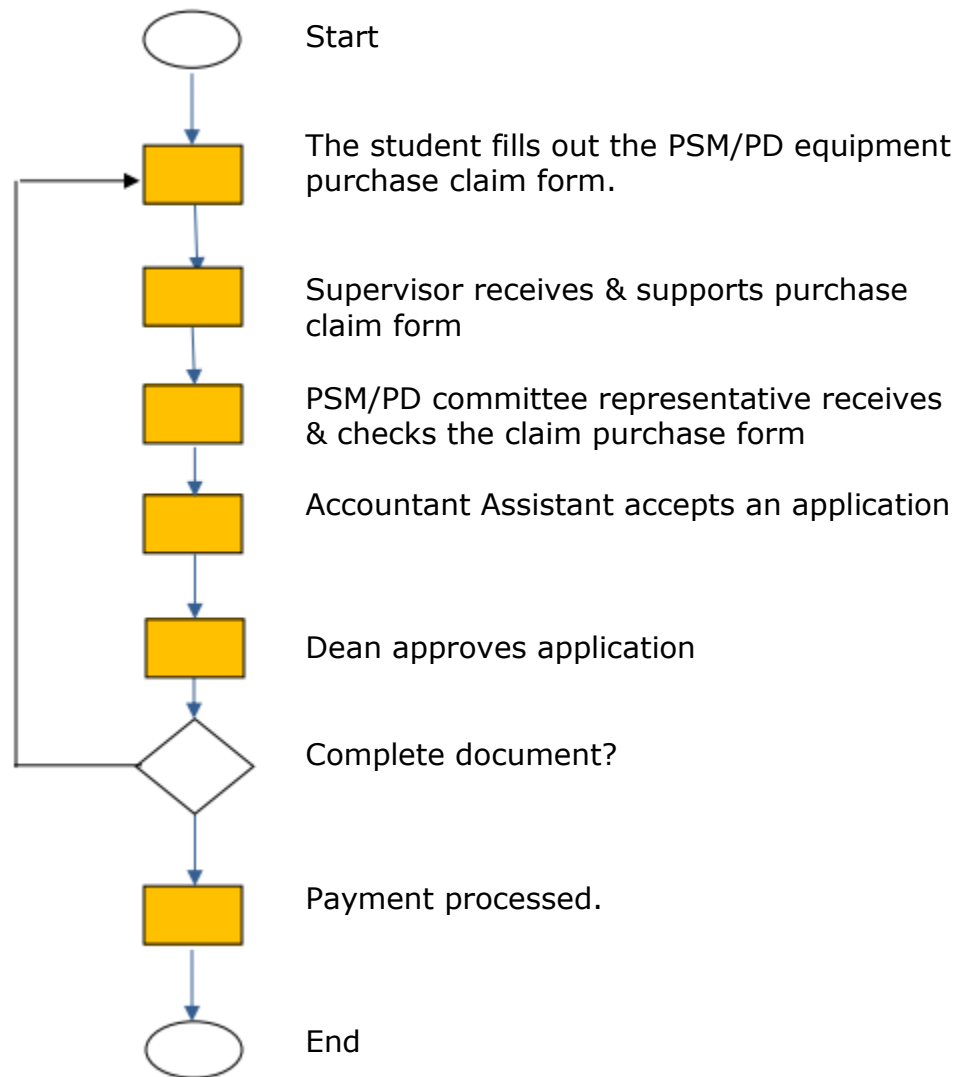 Start
The student fills out the PSM/PD equipment
purchase claim form.
Supervisor receives & supports purchase
claim form
PSM/PD committee representative receives
& checks the claim purchase form
Accountant Assistant accepts an application
Dean approves application
Complete document?
Payment processed.
End